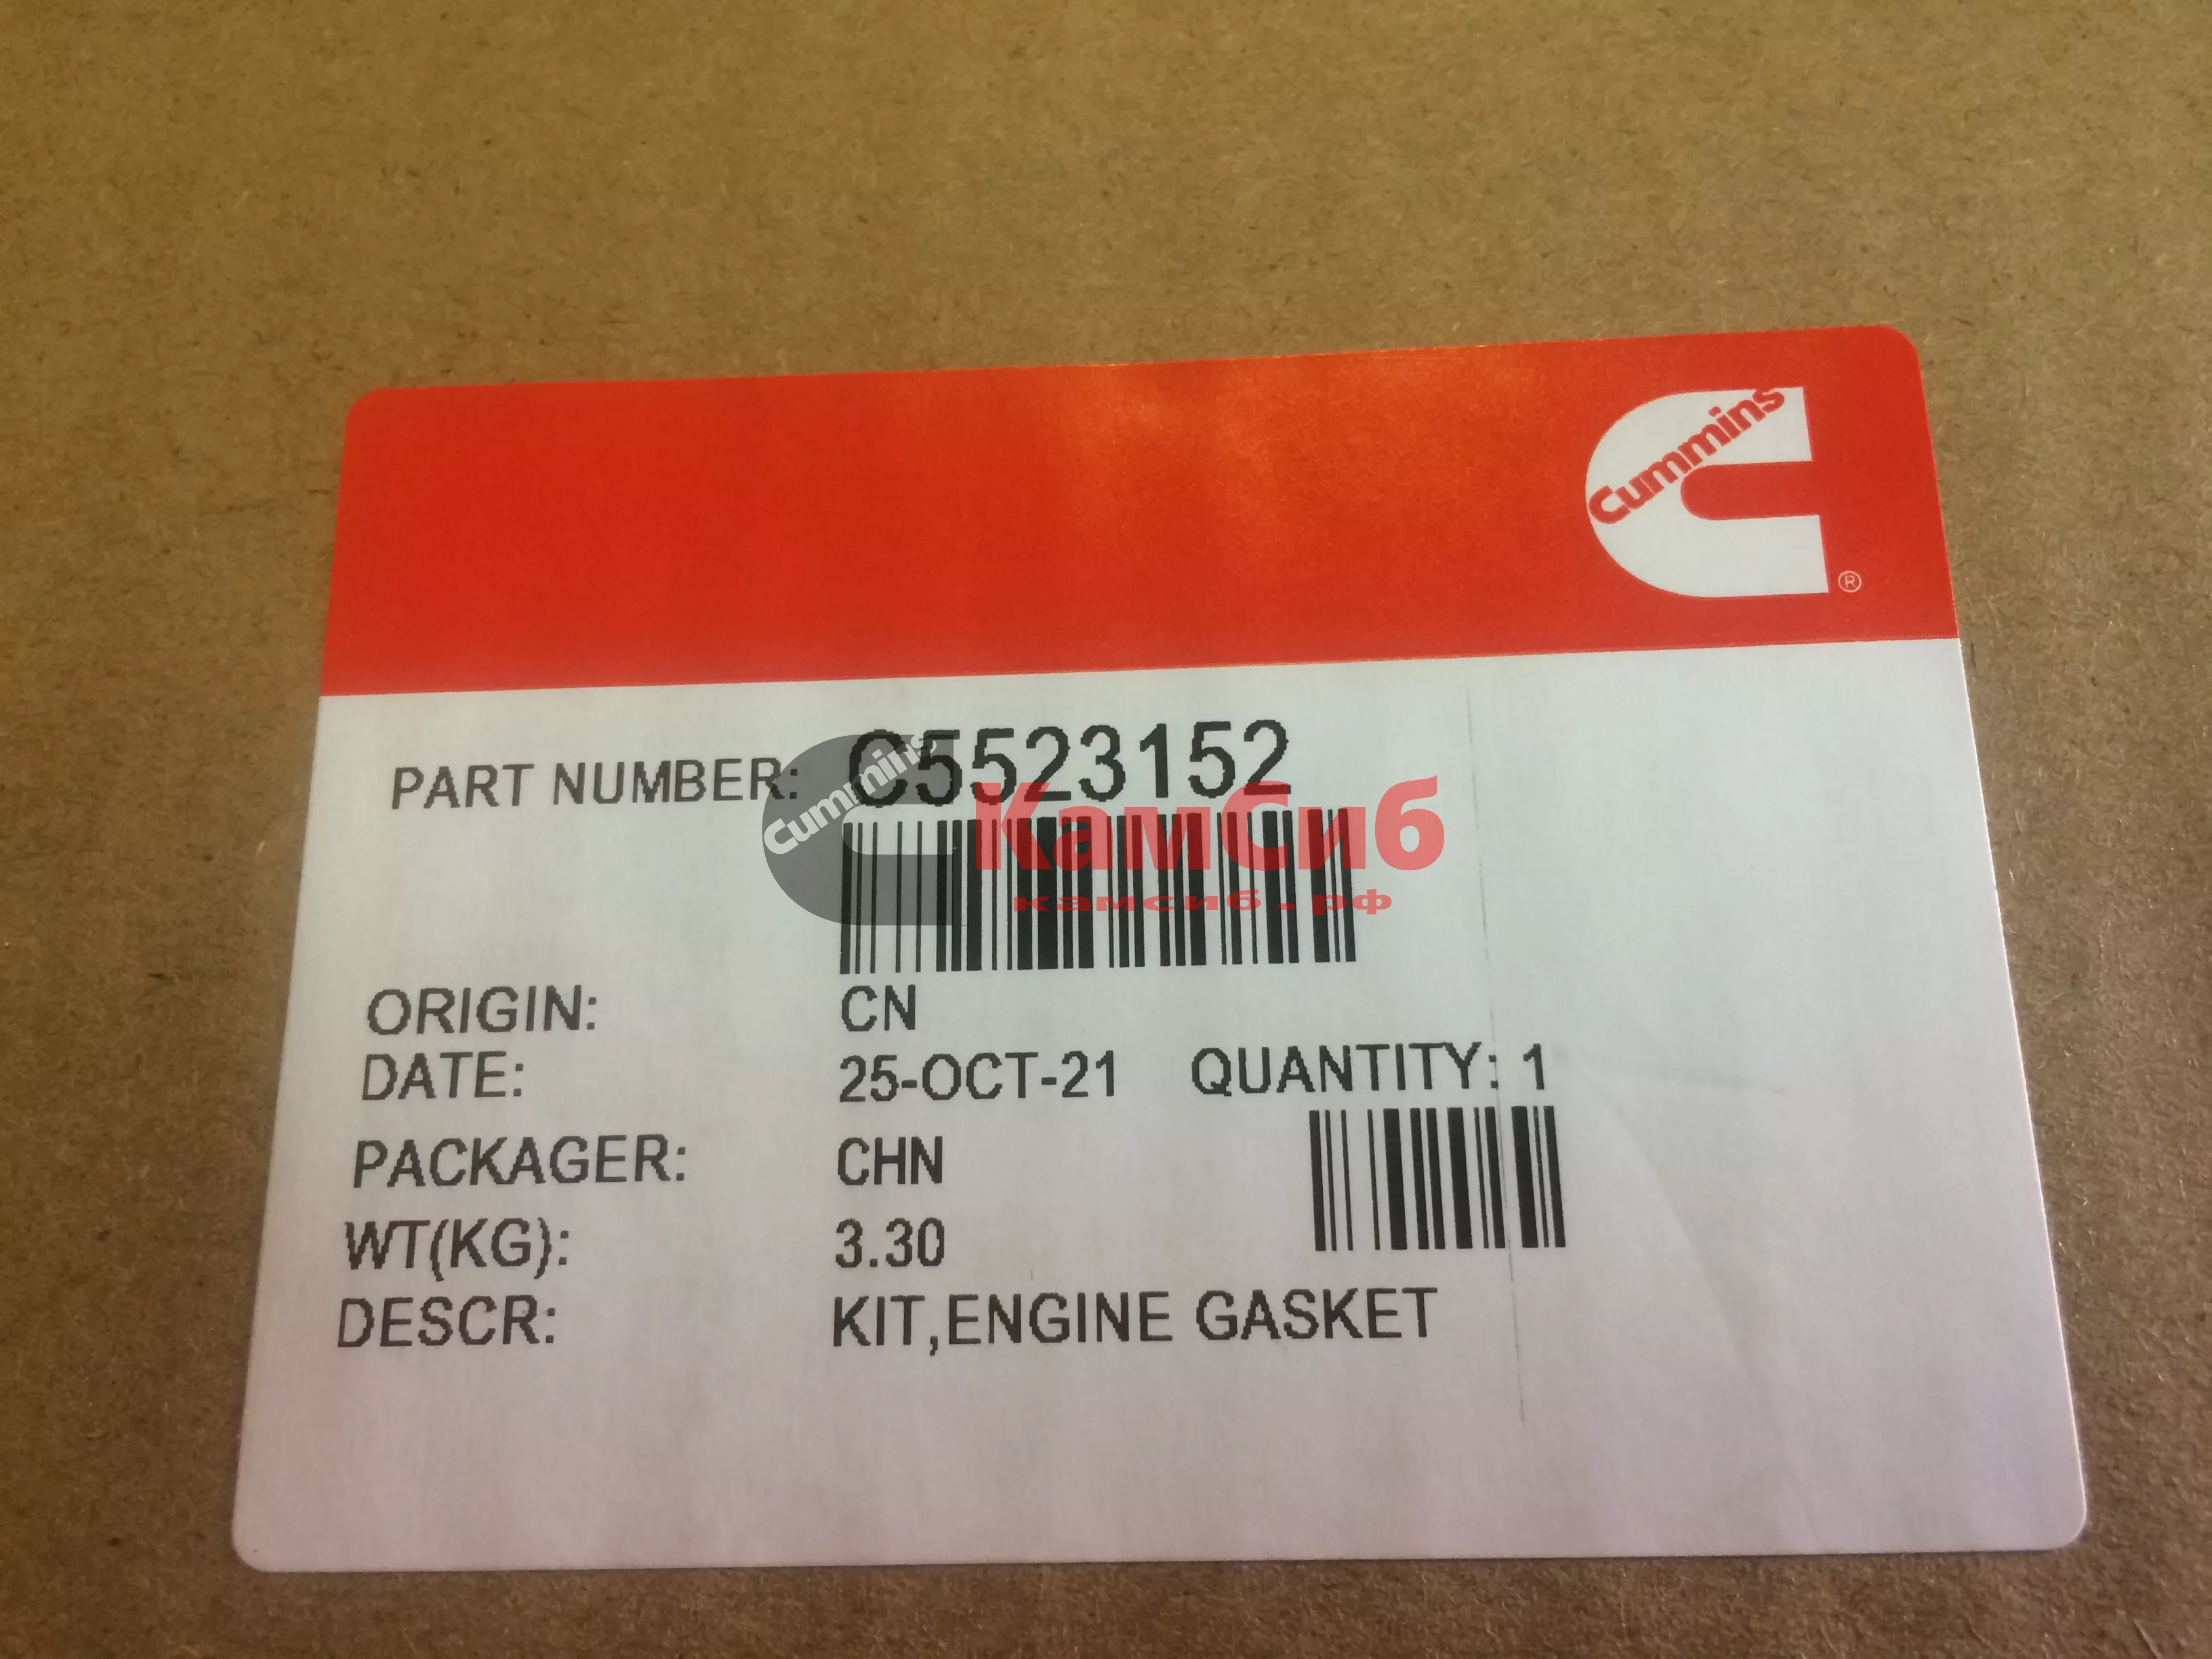 Cummins
®
PART NUMBER: C5523152
Cummins
КамСиб
камсиб.рф
ORIGIN: CN
DATE: 25-OCT-21 QUANTITY: 1
PACKAGER: CHN
WT(KG): 3.30
DESCR: KIT,ENGINE GASKET